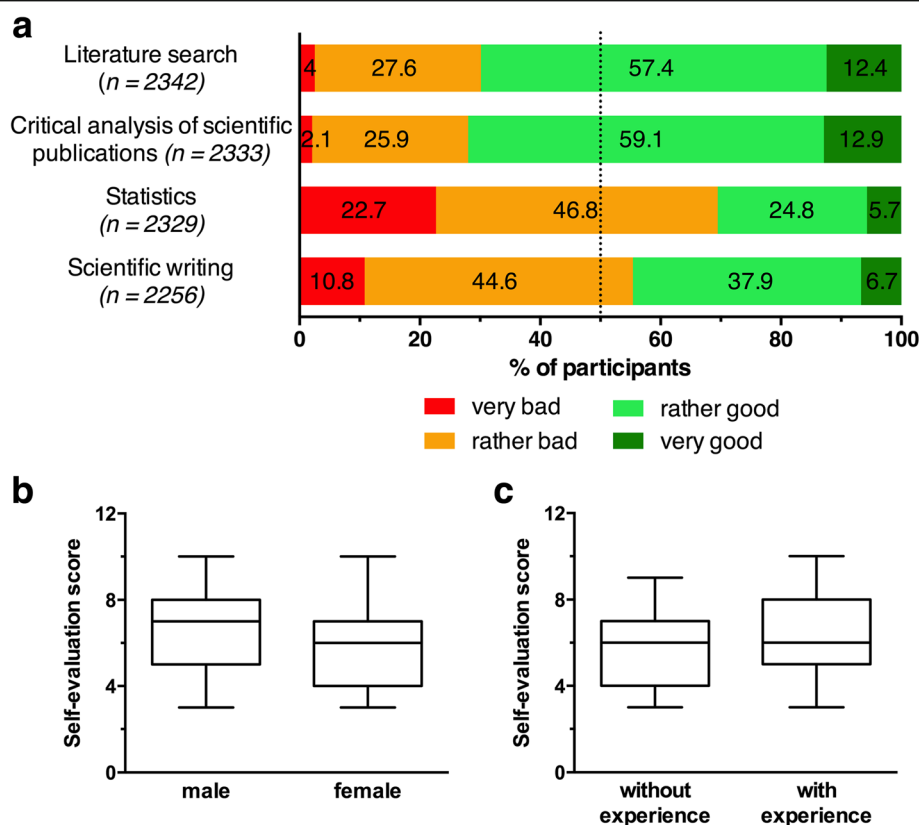 a
Literature search
(n = 2342)
4 27.6 57.4 12.4
Critical analysis of scientific
publications (n = 2333)
2.1 25.9 59.1 12.9
Statistics
(n = 2329)
22.7 46.8 24.8 5.7
Scientific writing
(n = 2256)
10.8 44.6 37.9 6.7
0 20 40 60 80 100
% of participants
very bad rather good
rather bad very good
b
Self-evaluation score
12
8
4
0
male female
c
Self-evaluation score
12
8
4
0
without experience
with experience